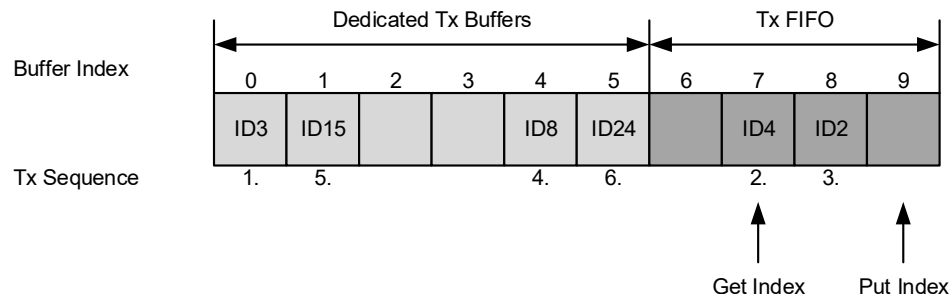 Dedicated Tx Buffers Tx FIFO
Buffer Index 0 1 2 3 4 5 6 7 8 9
ID3 ID15 ID8 ID24 ID4 ID2
Tx Sequence 1. 5. 4. 6. 2. 3.
Get Index Put Index